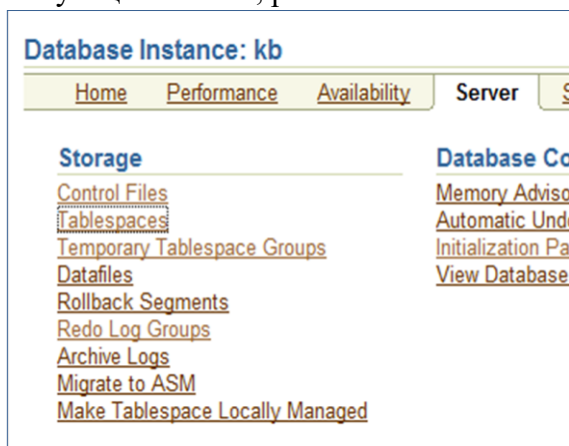 Database Instance: kb
Home Performance Availability Server
Storage
Control Files
Tablespaces
Temporary Tablespace Groups
Datafiles
Rollback Segments
Redo Log Groups
Archive Logs
Migrate to ASM
Make Tablespace Locally Managed
Database Co
Memory Adviso
Automatic Und
Initialization Pa
View Database